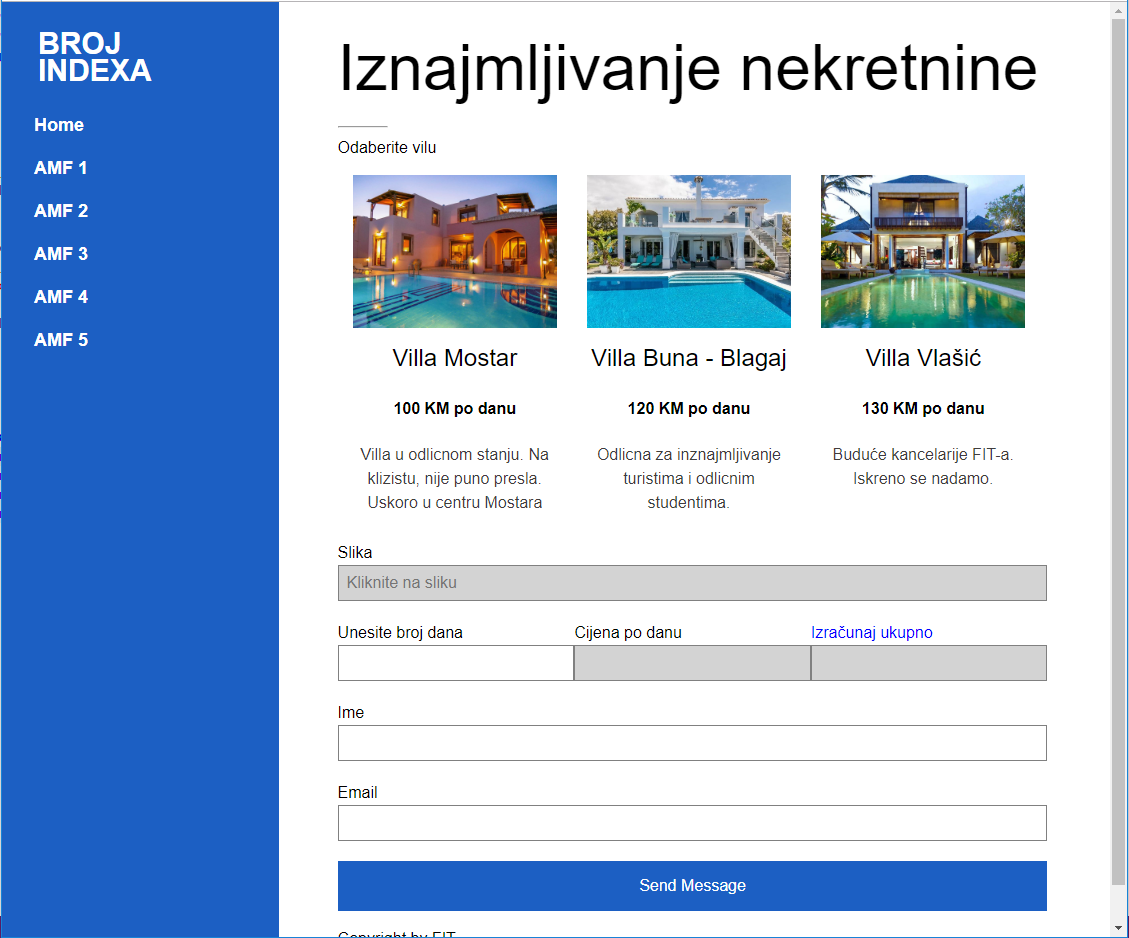 BROJ
INDEXA
Home
AMF 1
AMF 2
AMF 3
AMF 4
AMF 5
Iznajmljivanje nekretnine
Odaberite vilu
Villa Mostar
100 KM po danu
Villa u odlicnom stanju. Na
klizistu, nije puno presla.
Uskoro u centru Mostara
Villa Buna - Blagaj
120 KM po danu
Odlicna za inznajmljivanje
turistima i odlicnim
studentima.
Villa Vlašić
130 KM po danu
Buduće kancelarije FIT-a.
Iskreno se nadamo.
Slika
Kliknite na sliku
Unesite broj dana
Cijena po danu
Izračunaj ukupno
Ime
Email
Send Message
Copyright by FIT